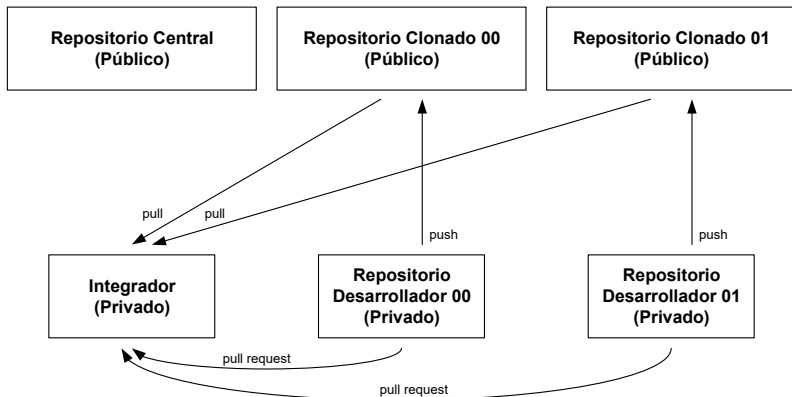 Repositorio Central
(Público)
Repositorio Clonado 00
(Público)
Repositorio Clonado 01
(Público)
pull
pull
push
push
Integrador
(Privado)
Repositorio
Desarrollador 00
(Privado)
Repositorio
Desarrollador 01
(Privado)
pull request
pull request